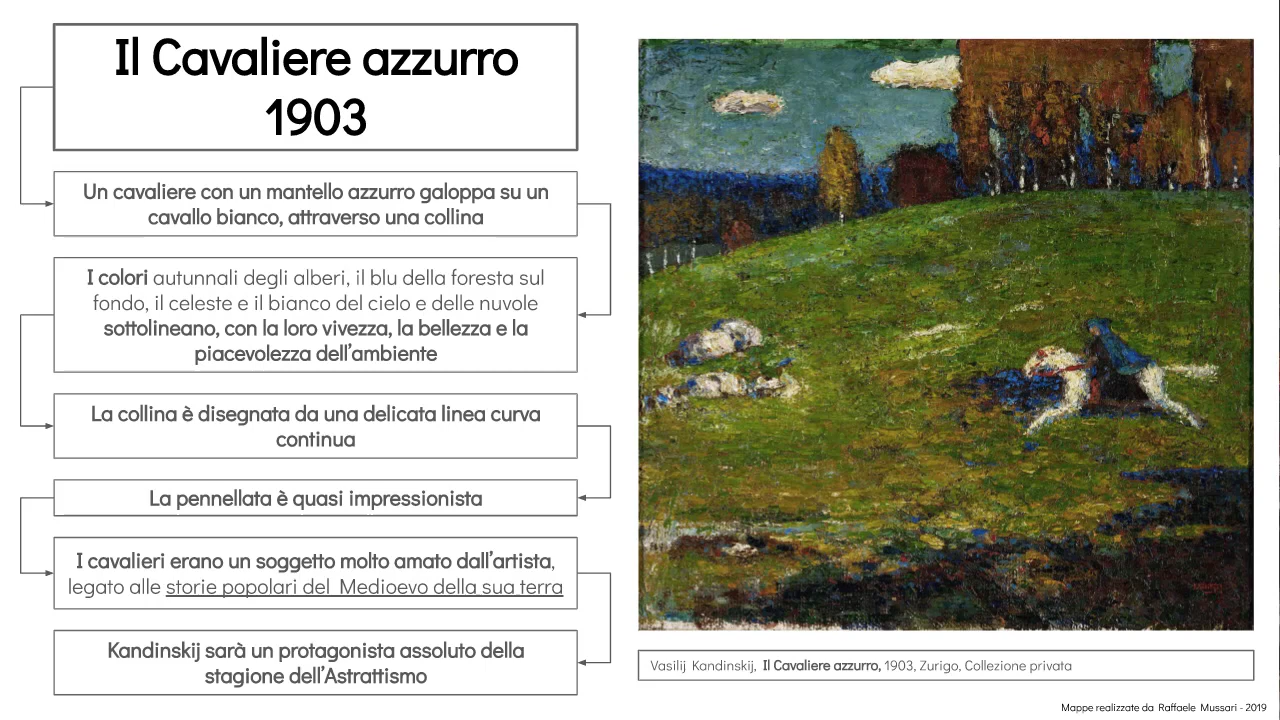 Il Cavaliere azzurro
1903
Un cavaliere con un mantello azzurro galoppa su un
cavallo bianco, attraverso una collina
I colori autunnali degli alberi, il blu della foresta sul
fondo, il celeste e il bianco del cielo e delle nuvole
sottolineano, con la loro vivezza, la bellezza e la
piacevolezza dell'ambiente
La collina è disegnata da una delicata linea curva
continua
La pennellata è quasi impressionista
I cavalieri erano un soggetto molto amato dall'artista,
legato alle storie popolari del Medioevo della sua terra
Kandinskij sarà un protagonista assoluto della
stagione dell'Astrattismo
Vasilij Kandinskij, Il Cavaliere azzurro, 1903, Zurigo, Collezione privata
Mappe realizzate da Raffaele Mussari - 2019